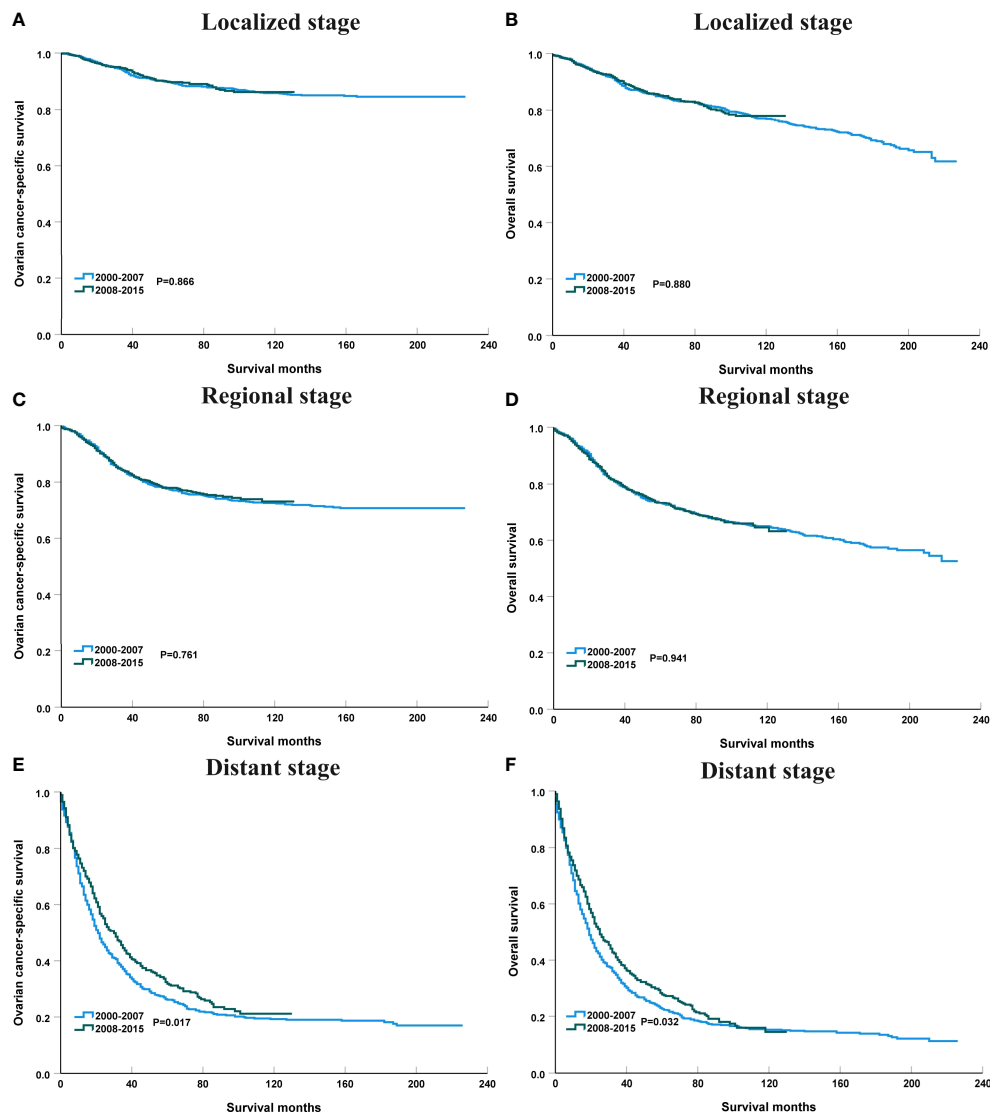 A
Localized stage
Ovarian cancer-specific survival
1.0
0.8
0.6
0.4
0.2
0.0
2000-2007
2008-2015
P=0.866
0 40 80 120 160 200 240
Survival months
B
Localized stage
Overall survival
1.0
0.8
0.6
0.4
0.2
0.0
2000-2007
2008-2015
P=0.880
0 40 80 120 160 200 240
Survival months
C
Regional stage
Ovarian cancer-specific survival
1.0
0.8
0.6
0.4
0.2
0.0
2000-2007
2008-2015
P=0.761
0 40 80 120 160 200 240
Survival months
D
Regional stage
Overall survival
1.0
0.8
0.6
0.4
0.2
0.0
2000-2007
2008-2015
P=0.941
0 40 80 120 160 200 240
Survival months
E
Distant stage
Ovarian cancer-specific survival
1.0
0.8
0.6
0.4
0.2
0.0
2000-2007
2008-2015
P=0.017
0 40 80 120 160 200 240
Survival months
F
Distant stage
Overall survival
1.0
0.8
0.6
0.4
0.2
0.0
2000-2007
2008-2015
P=0.032
0 40 80 120 160 200 240
Survival months